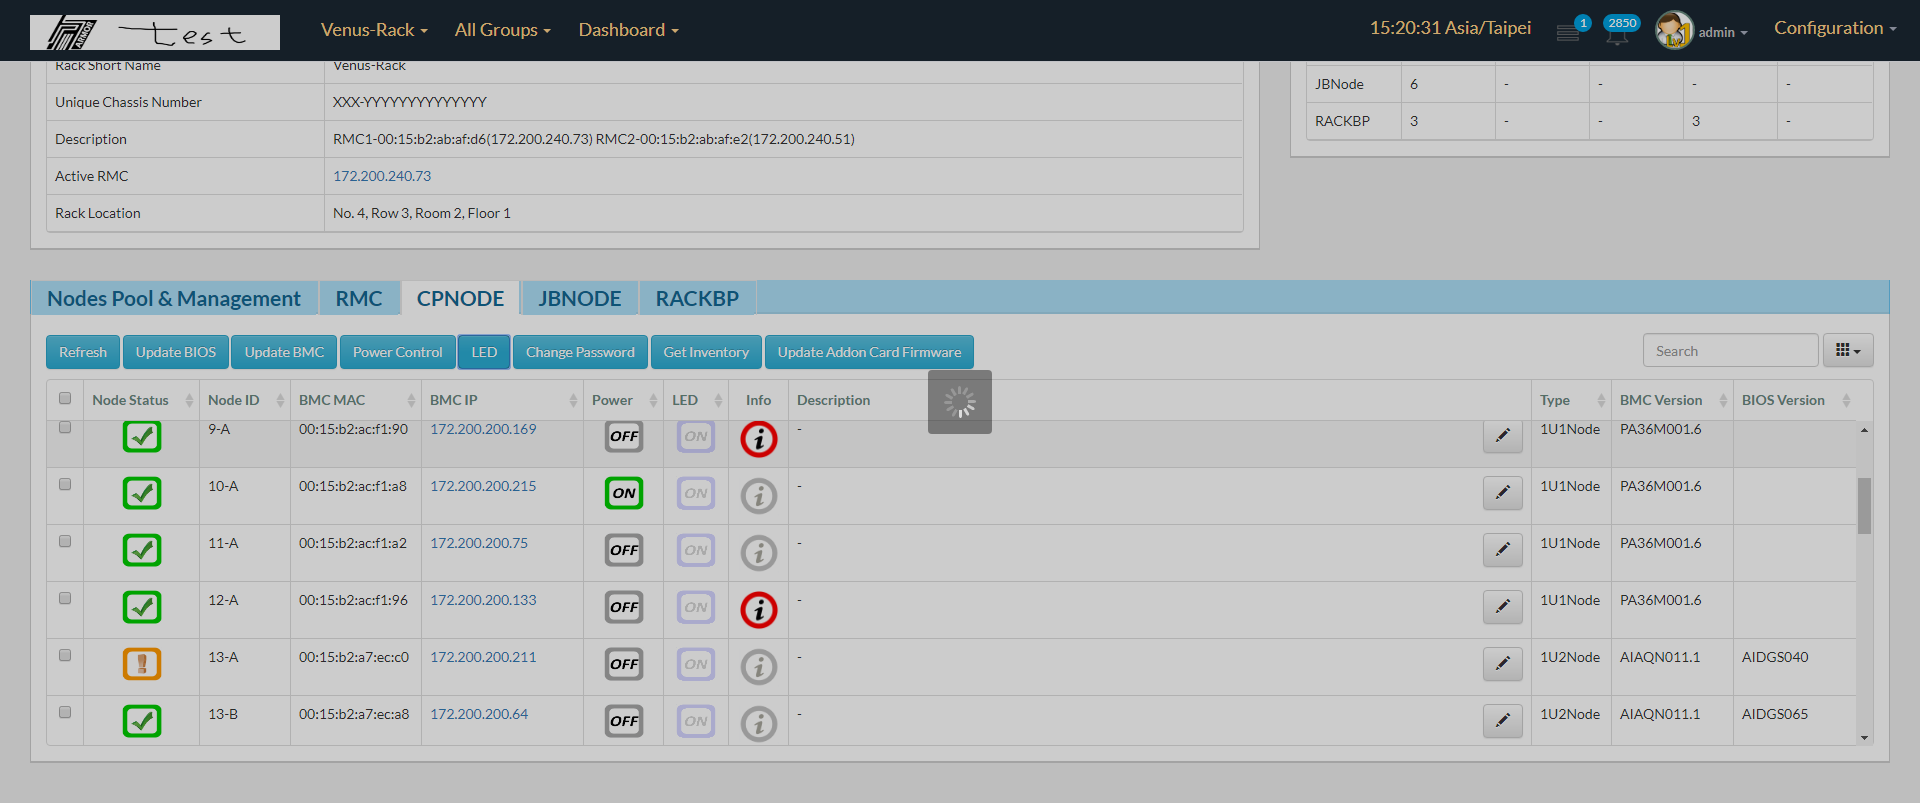 ARMOR test Venus-Rack All Groups Dashboard 15:20:31 Asia/Taipei 1 2850 admin Configuration
Rack Short Name Venus-Rack
Unique Chassis Number XXX-YYYYYYYYYYYYYY
Description RMC1-00:15:b2:ab:af:d6(172.200.240.73) RMC2-00:15:b2:ab:af:e2(172.200.240.51)
Active RMC 172.200.240.73
Rack Location No. 4, Row 3, Room 2, Floor 1
JBNode 6 - - - -
RACKBP 3 - - 3 -
Nodes Pool & Management RMC CPNODE JBNODE RACKBP
Refresh Update BIOS Update BMC Power Control LED Change Password Get Inventory Update Addon Card Firmware Search
Node Status Node ID BMC MAC BMC IP Power LED Info Description Type BMC Version BIOS Version
9-A 00:15:b2:ac:f1:90 172.200.200.169 OFF ON i - 1U1Node PA36M001.6
10-A 00:15:b2:ac:f1:a8 172.200.200.215 ON ON i - 1U1Node PA36M001.6
11-A 00:15:b2:ac:f1:a2 172.200.200.75 OFF ON i - 1U1Node PA36M001.6
12-A 00:15:b2:ac:f1:96 172.200.200.133 OFF ON i - 1U1Node PA36M001.6
! 13-A 00:15:b2:a7:ec:c0 172.200.200.211 OFF ON i - 1U2Node AIAQN011.1 AIDGS040
13-B 00:15:b2:a7:ec:a8 172.200.200.64 OFF ON i - 1U2Node AIAQN011.1 AIDGS065